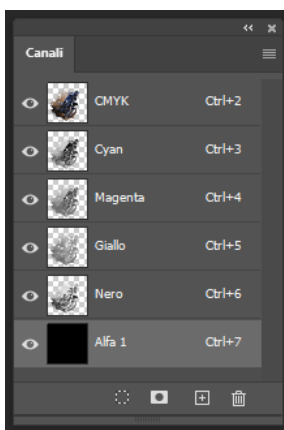 Canali
CMYK Ctrl+2
Cyan Ctrl+3
Magenta Ctrl+4
Giallo Ctrl+5
Nero Ctrl+6
Alfa 1 Ctrl+7